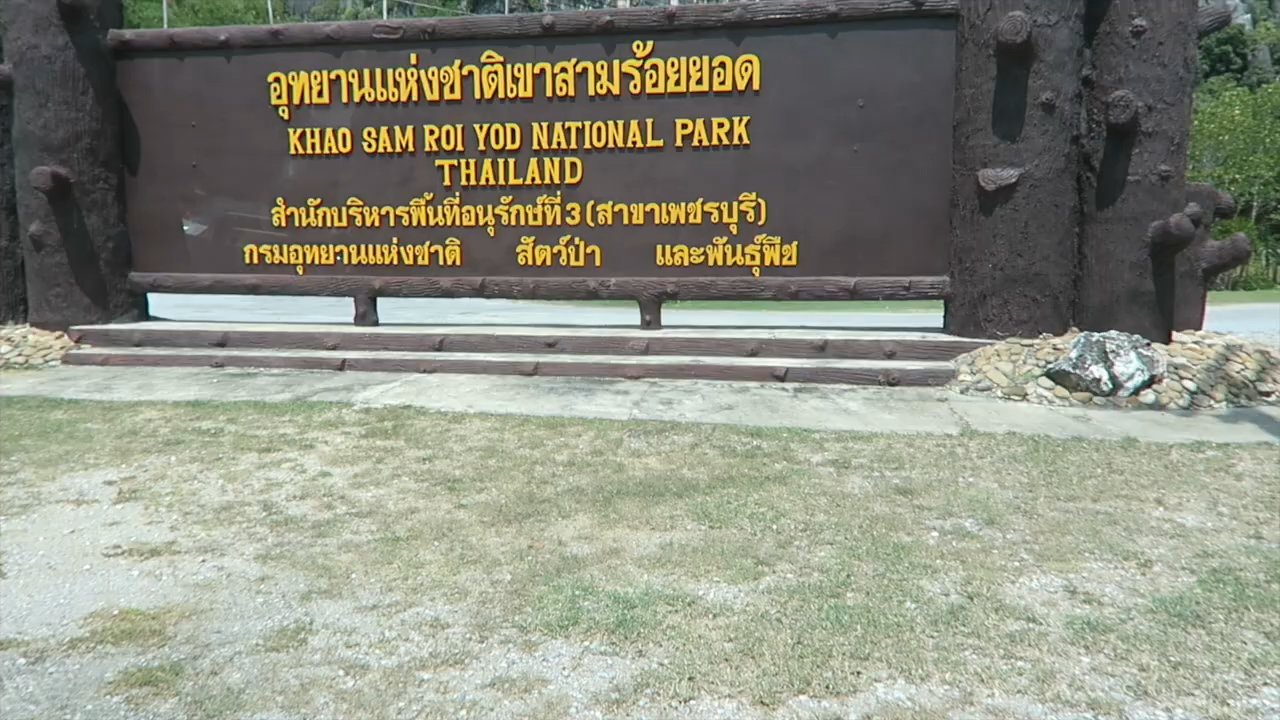 อุทยานแห่งชาติเขาสามร้อยยอด
KHAO SAM ROI YOD NATIONAL PARK
THAILAND
สำนักบริหารพื้นที่อนุรักษ์ที่ 3 (สาขาเพชรบุรี)
กรมอุทยานแห่งชาติ สัตว์ป่า และพันธุ์พืช